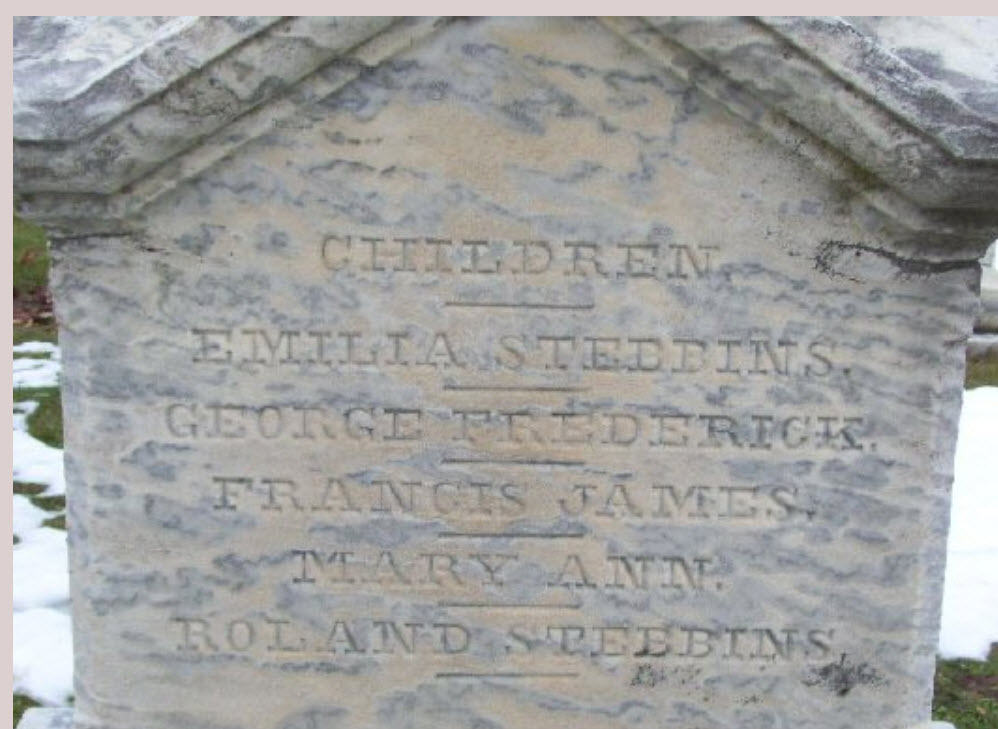 CHILDREN.
EMILIA STEBBINS.
GEORGE FREDERICK.
FRANCIS JAMES.
MARY ANN.
ROLAND STEBBINS